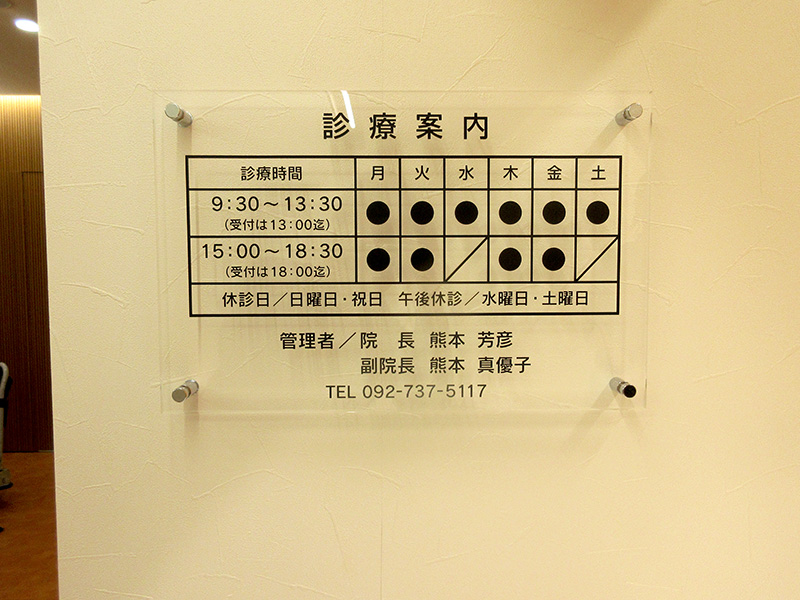 診療案内
診療時間 月 火 水 木 金 土
9:30～13:30 ● ● ● ● ● ●
(受付は13:00迄)
15:00～18:30 ● ● ／ ● ● ／
(受付は18:00迄)
休診日／日曜日・祝日 午後休診／水曜日・土曜日
管理者／院 長 熊本 芳彦
副院長 熊本 真優子
TEL 092-737-5117